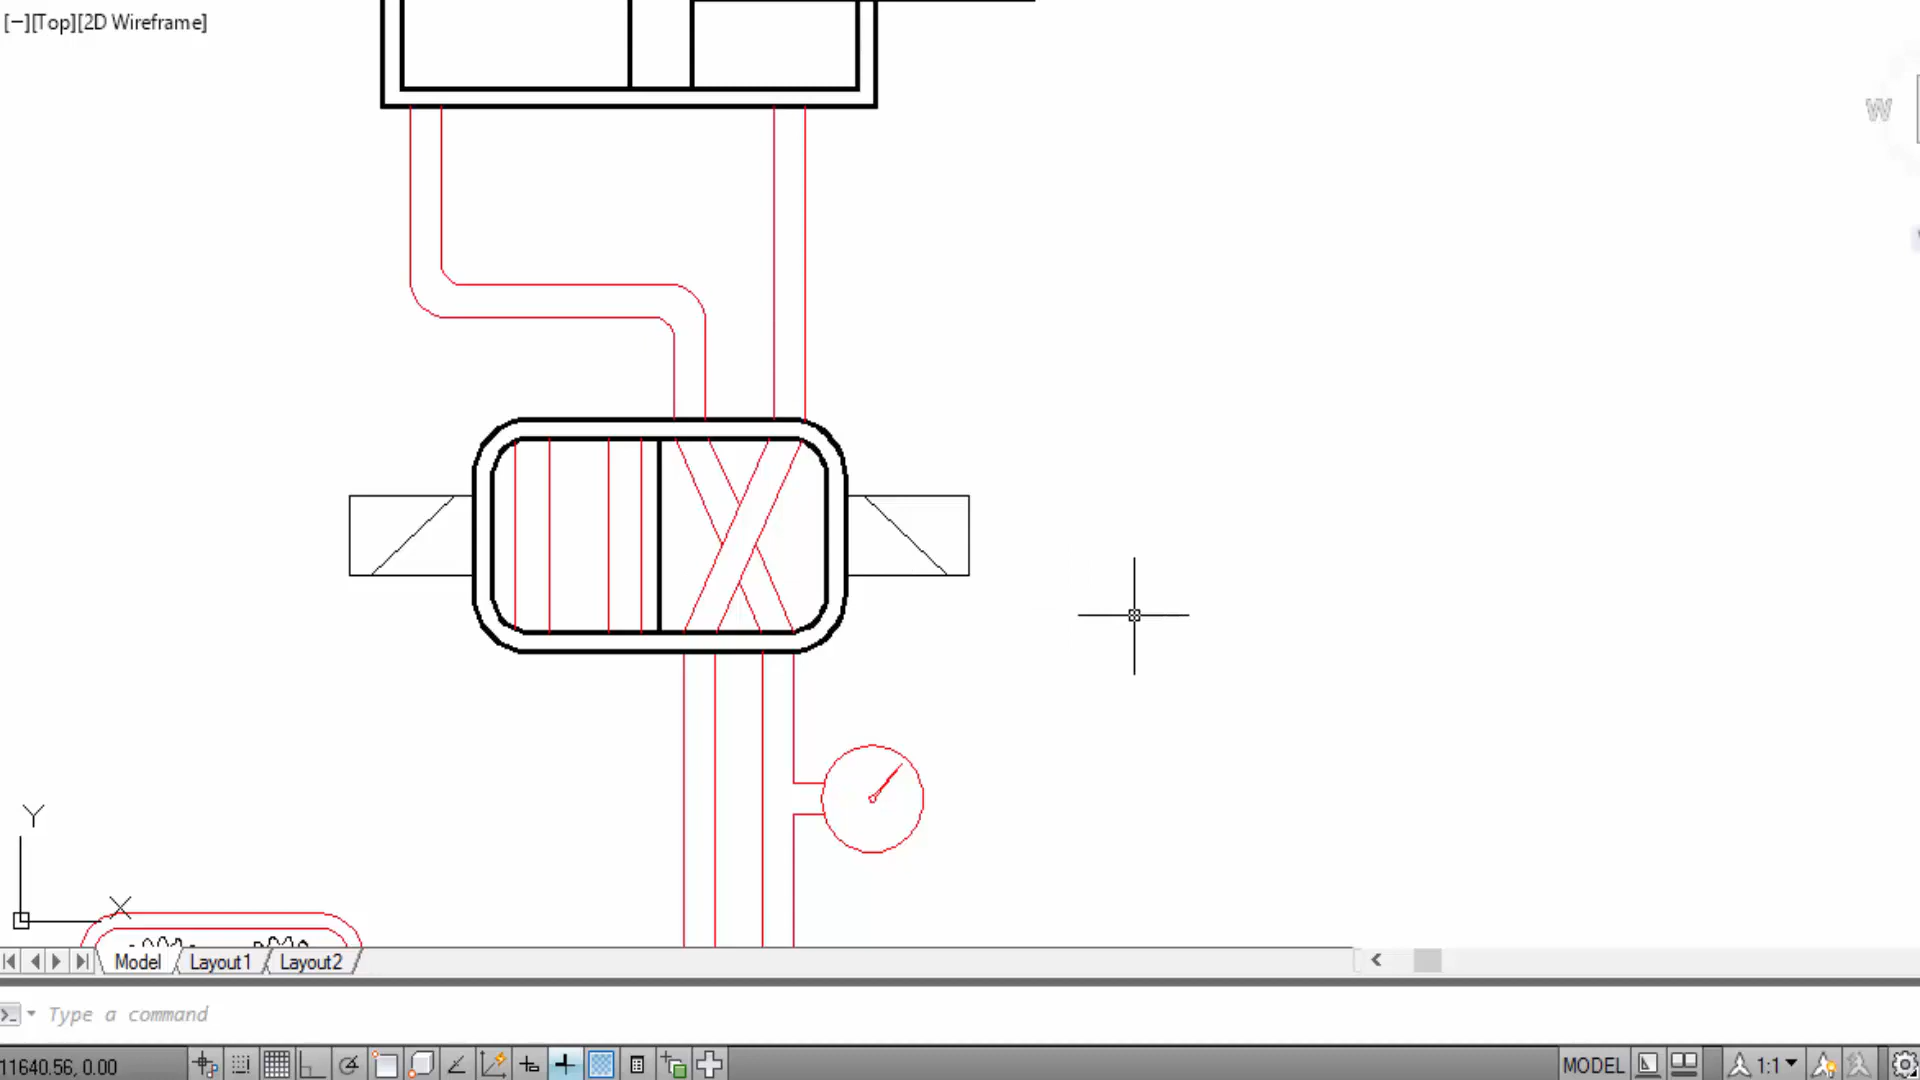 [−][Top][2D Wireframe]
W
Y
X
Model Layout1 Layout2
Type a command
11640.56, 0.00 MODEL 1:1